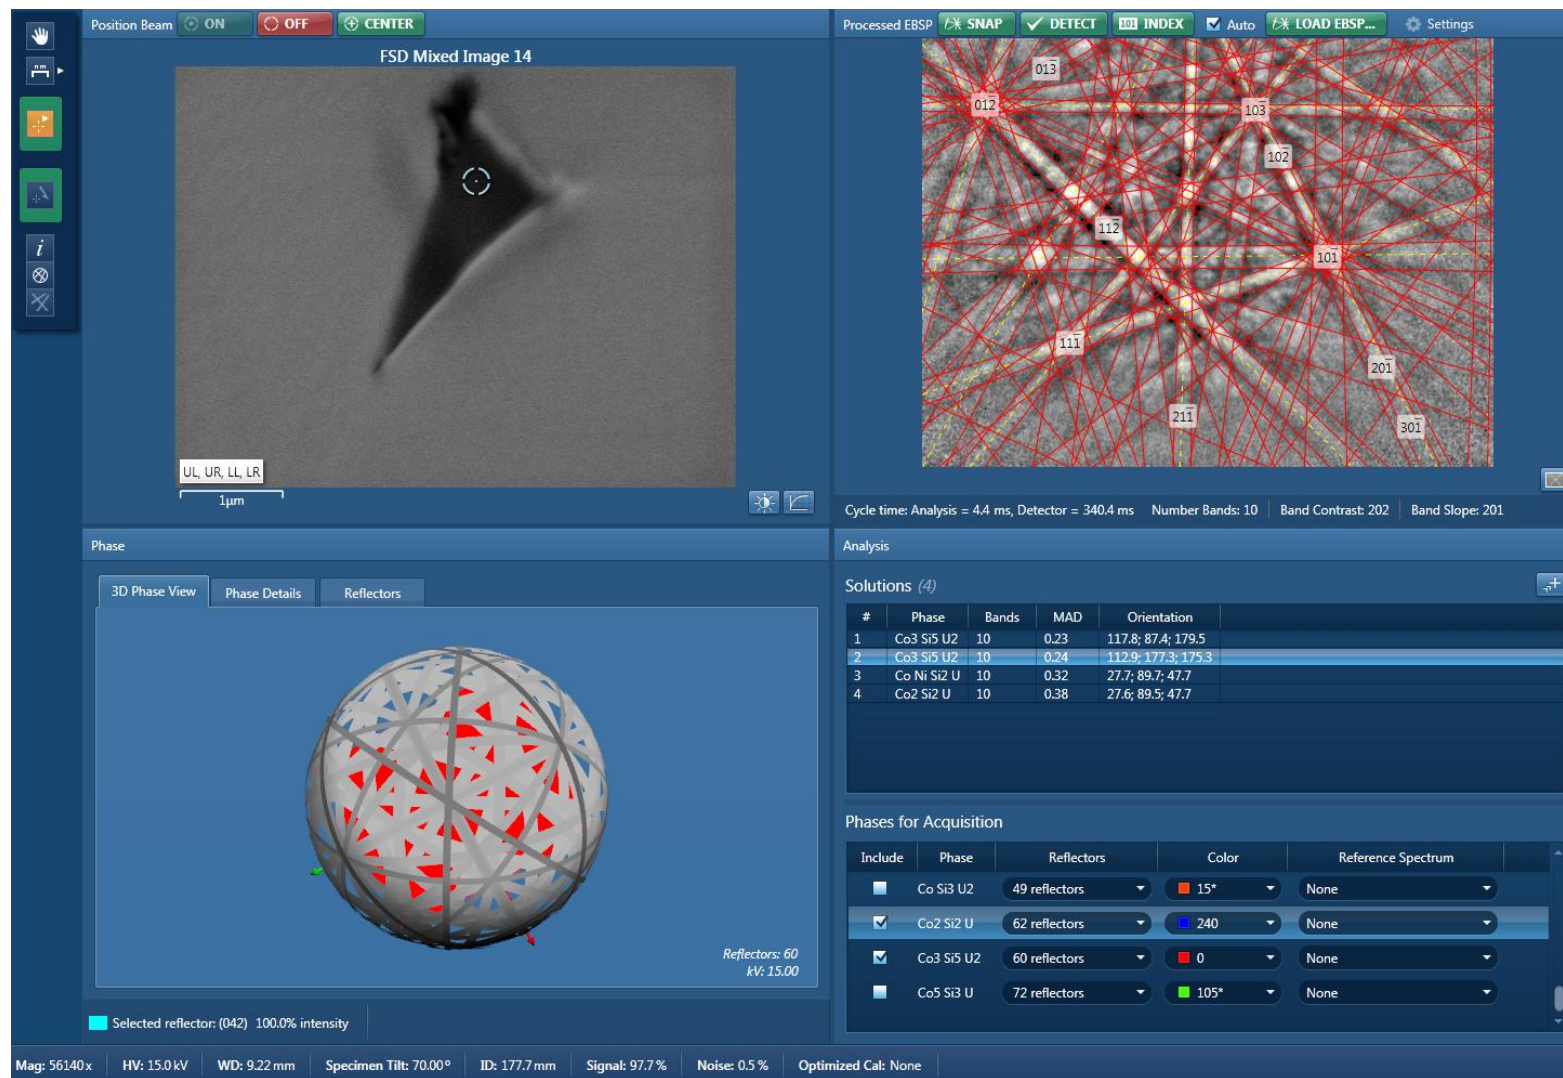 Position Beam ON OFF CENTER
FSD Mixed Image 14
UL, UR, LL, LR
1μm
Processed EBSP SNAP DETECT 101 INDEX Auto LOAD EBSP... Settings
013̅
012̅
103̅
102̅
112̅
101̅
111̅
201̅
211̅
301̅
Cycle time: Analysis = 4.4 ms, Detector = 340.4 ms Number Bands: 10 Band Contrast: 202 Band Slope: 201
Phase
3D Phase View Phase Details Reflectors
Reflectors: 60
kV: 15.00
Selected reflector: (042) 100.0% intensity
Analysis
Solutions (4)
# Phase Bands MAD Orientation
1 Co3 Si5 U2 10 0.23 117.8; 87.4; 179.5
2 Co3 Si5 U2 10 0.24 112.9; 177.3; 175.3
3 Co Ni Si2 U 10 0.32 27.7; 89.7; 47.7
4 Co2 Si2 U 10 0.38 27.6; 89.5; 47.7
Phases for Acquisition
Include Phase Reflectors Color Reference Spectrum
Co Si3 U2 49 reflectors 15* None
Co2 Si2 U 62 reflectors 240 None
Co3 Si5 U2 60 reflectors 0 None
Co5 Si3 U 72 reflectors 105* None
Mag: 56140x HV: 15.0 kV WD: 9.22 mm Specimen Tilt: 70.00° ID: 177.7 mm Signal: 97.7 % Noise: 0.5 % Optimized Cal: None